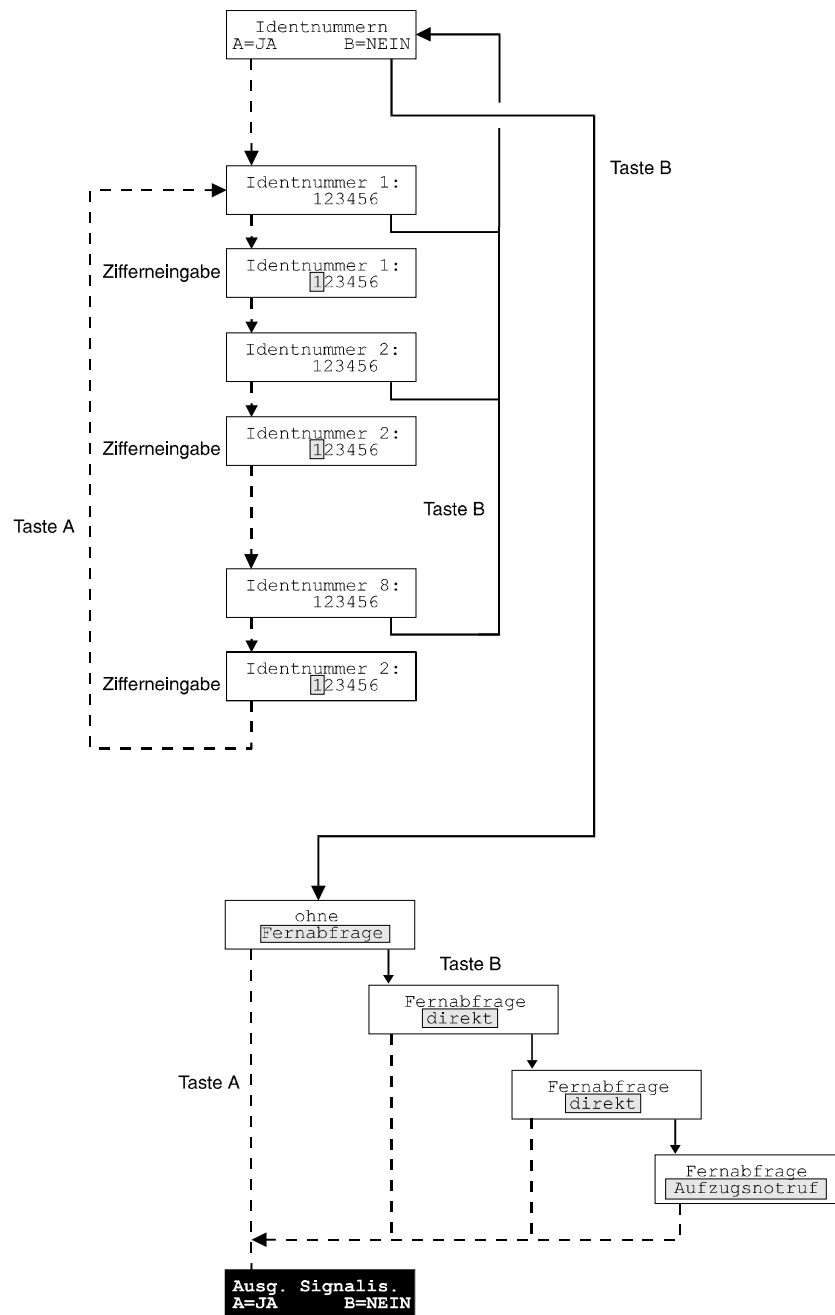 Identnummern
A=JA B=NEIN
Taste B
Identnummer 1:
123456
Zifferneingabe
Identnummer 1:
123456
Identnummer 2:
123456
Zifferneingabe
Identnummer 2:
123456
Taste A
Taste B
Identnummer 8:
123456
Zifferneingabe
Identnummer 2:
123456
ohne
Fernabfrage
Taste B
Fernabfrage
direkt
Taste A
Fernabfrage
direkt
Fernabfrage
Aufzugsnotruf
Ausg. Signalis.
A=JA B=NEIN